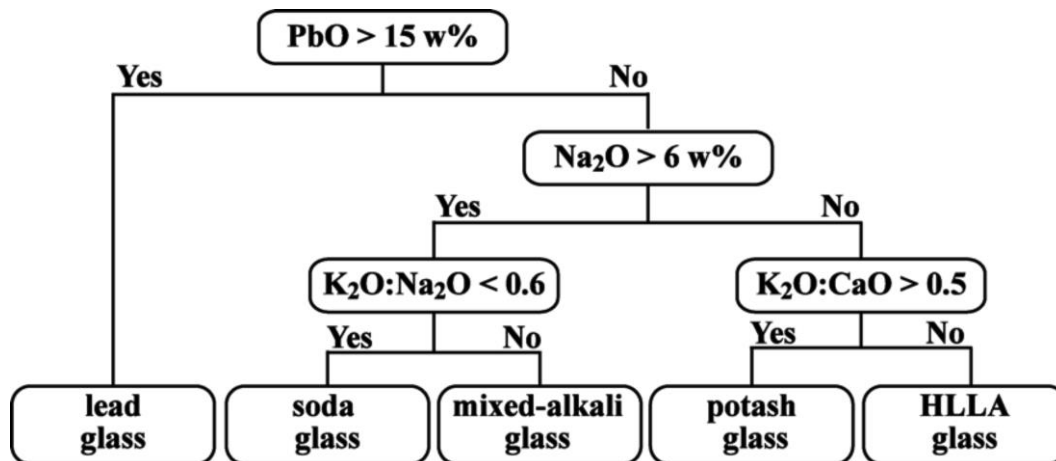 PbO > 15 w%
Yes
No
Na₂O > 6 w%
Yes
No
K₂O:Na₂O < 0.6
K₂O:CaO > 0.5
Yes
No
Yes
No
lead
glass
soda
glass
mixed-alkali
glass
potash
glass
HLLA
glass